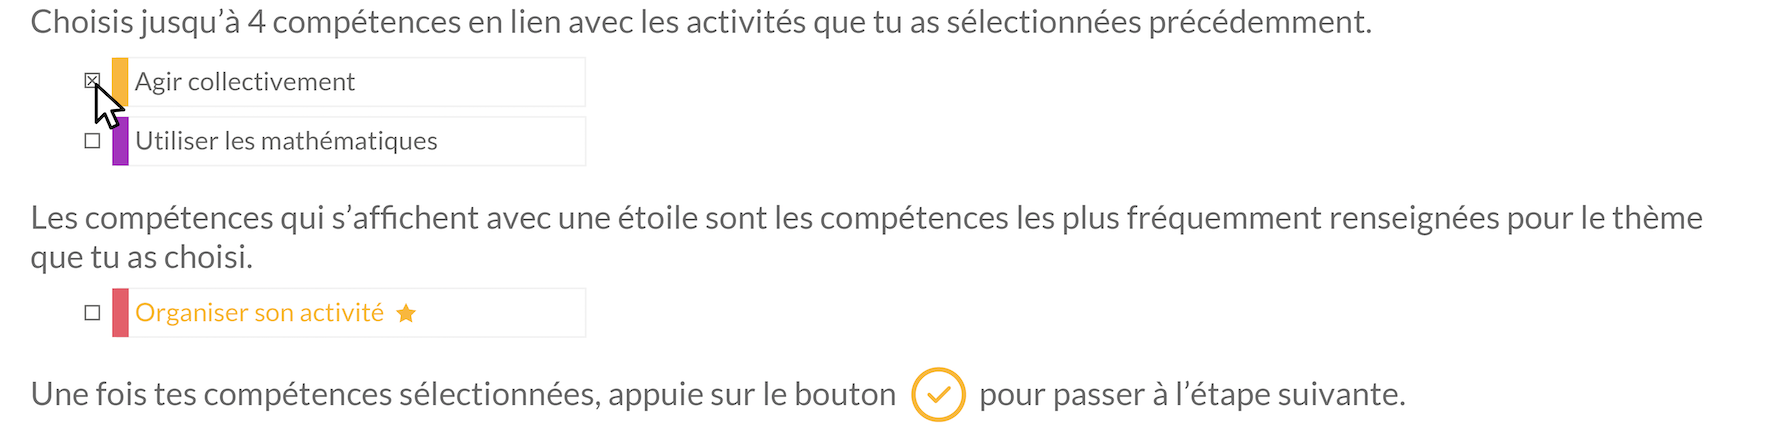 Choisis jusqu’à 4 compétences en lien avec les activités que tu as sélectionnées précédemment.
Agir collectivement
Utiliser les mathématiques
Les compétences qui s’affichent avec une étoile sont les compétences les plus fréquemment renseignées pour le thème
que tu as choisi.
Organiser son activité
Une fois tes compétences sélectionnées, appuie sur le bouton pour passer à l’étape suivante.